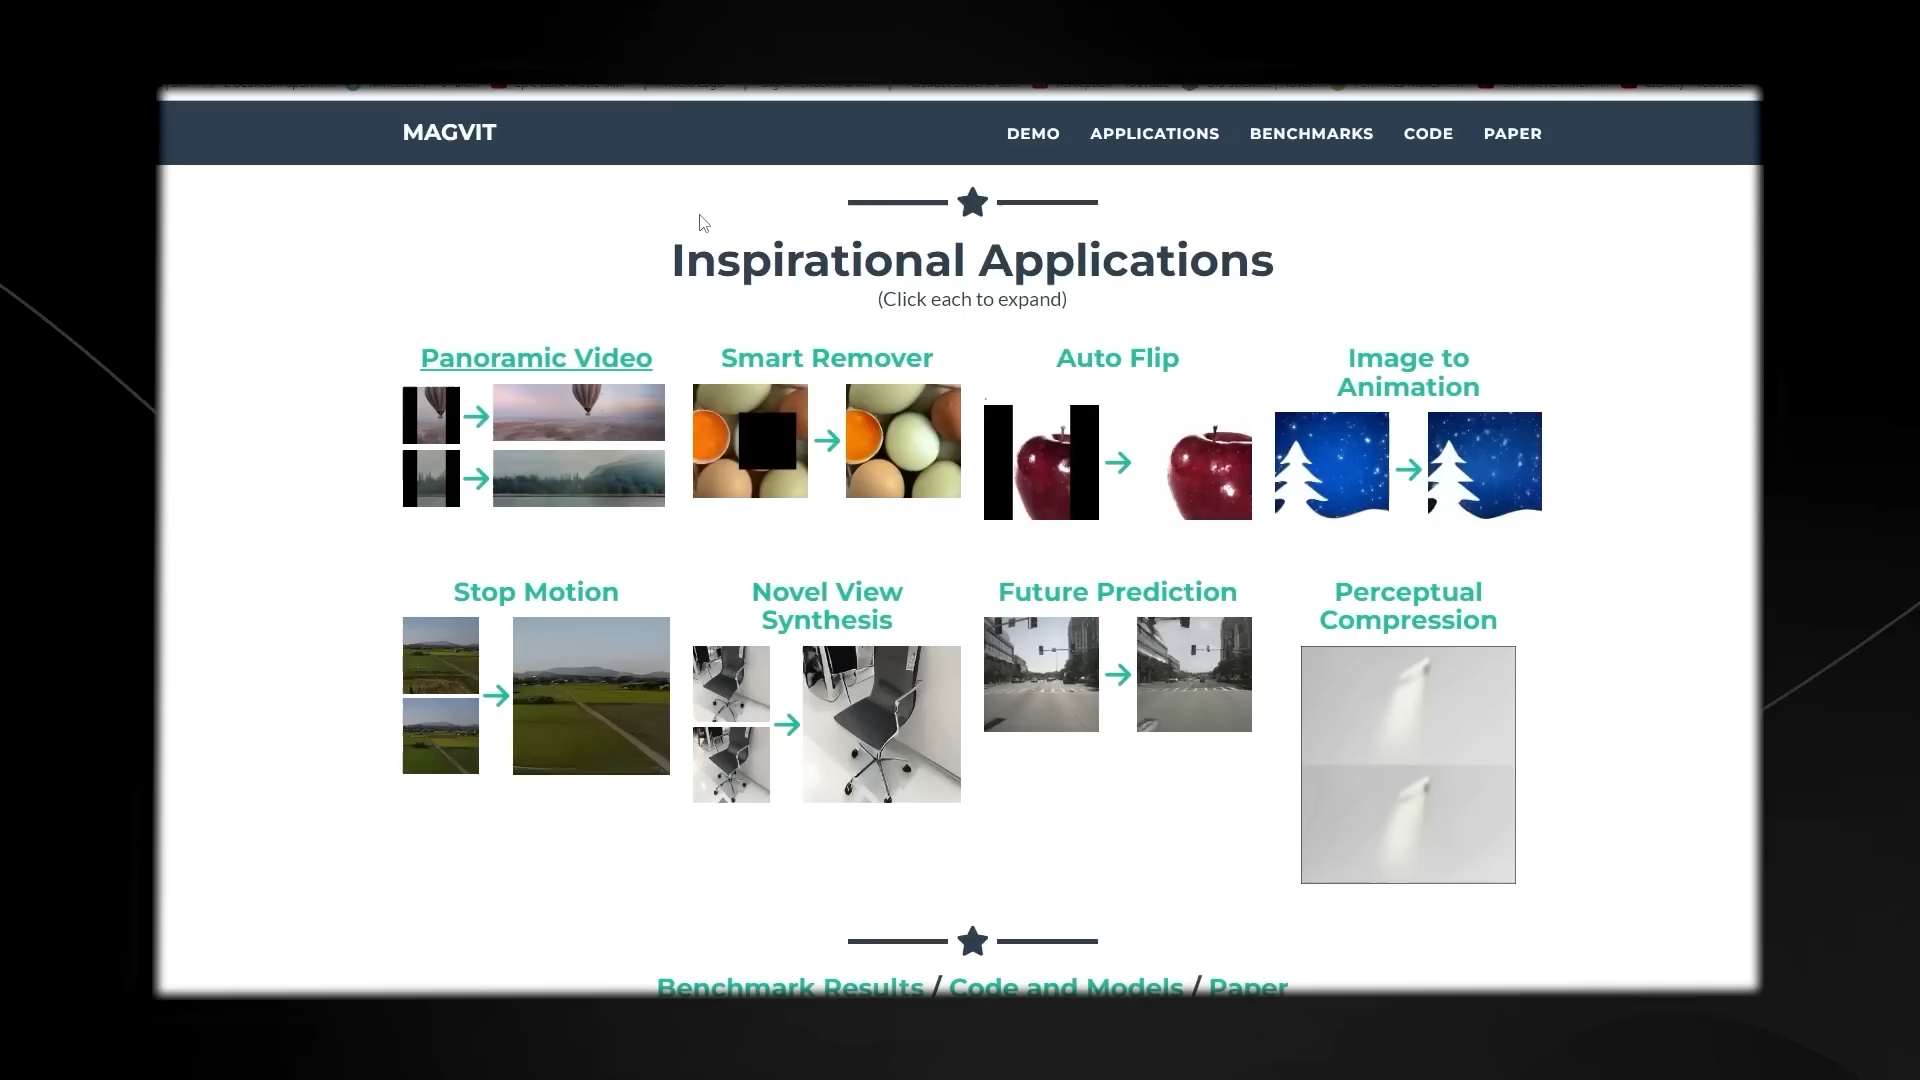 MAGVIT
DEMO APPLICATIONS BENCHMARKS CODE PAPER
Inspirational Applications
(Click each to expand)
Panoramic Video
Smart Remover
Auto Flip
Image to
Animation
Stop Motion
Novel View
Synthesis
Future Prediction
Perceptual
Compression
Benchmark Results / Code and Models / Paper